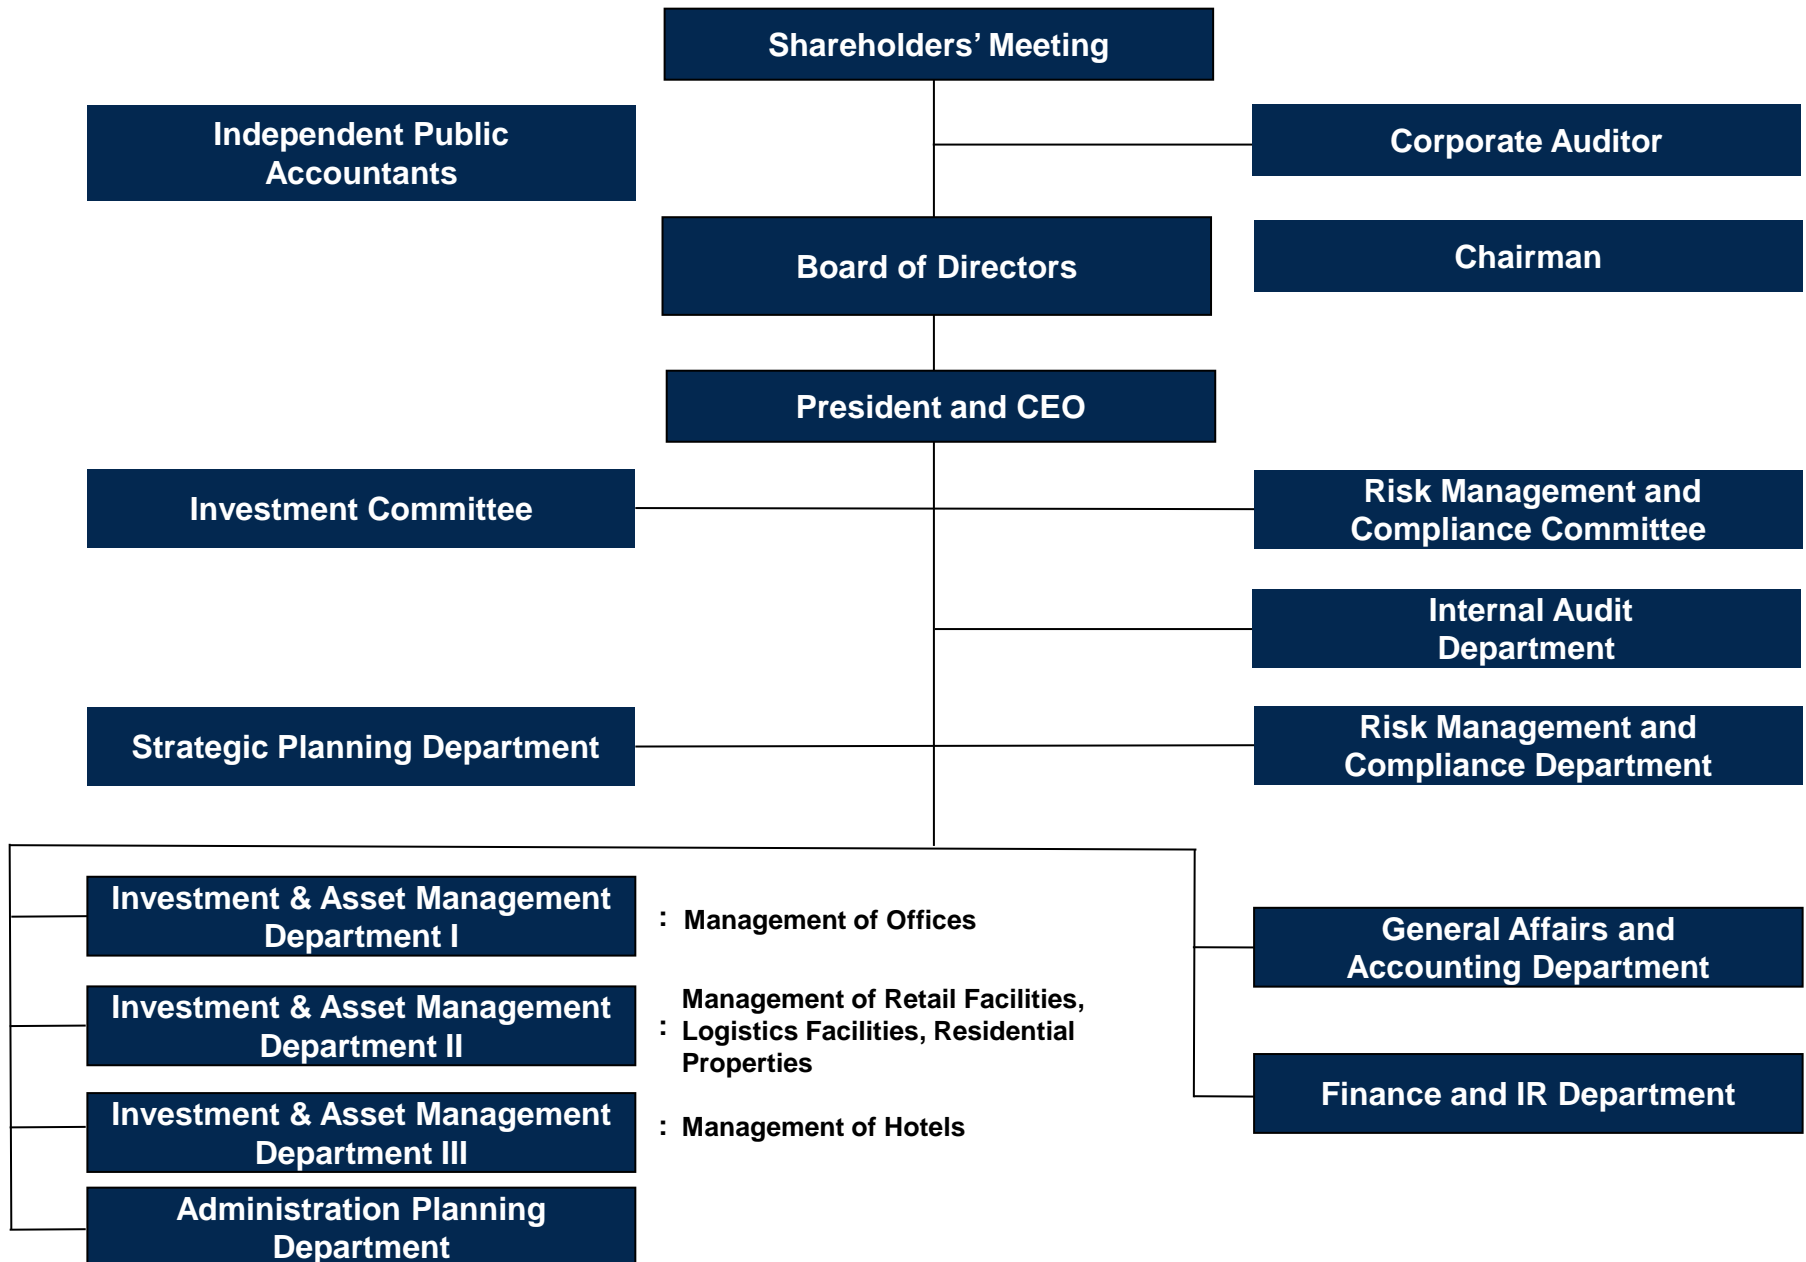 Shareholders’ Meeting
Independent Public
Accountants
Corporate Auditor
Board of Directors
Chairman
President and CEO
Investment Committee
Risk Management and
Compliance Committee
Internal Audit
Department
Strategic Planning Department
Risk Management and
Compliance Department
Investment & Asset Management
Department I
: Management of Offices
Investment & Asset Management
Department II
Management of Retail Facilities,
: Logistics Facilities, Residential
Properties
Investment & Asset Management
Department III
: Management of Hotels
Administration Planning
Department
General Affairs and
Accounting Department
Finance and IR Department